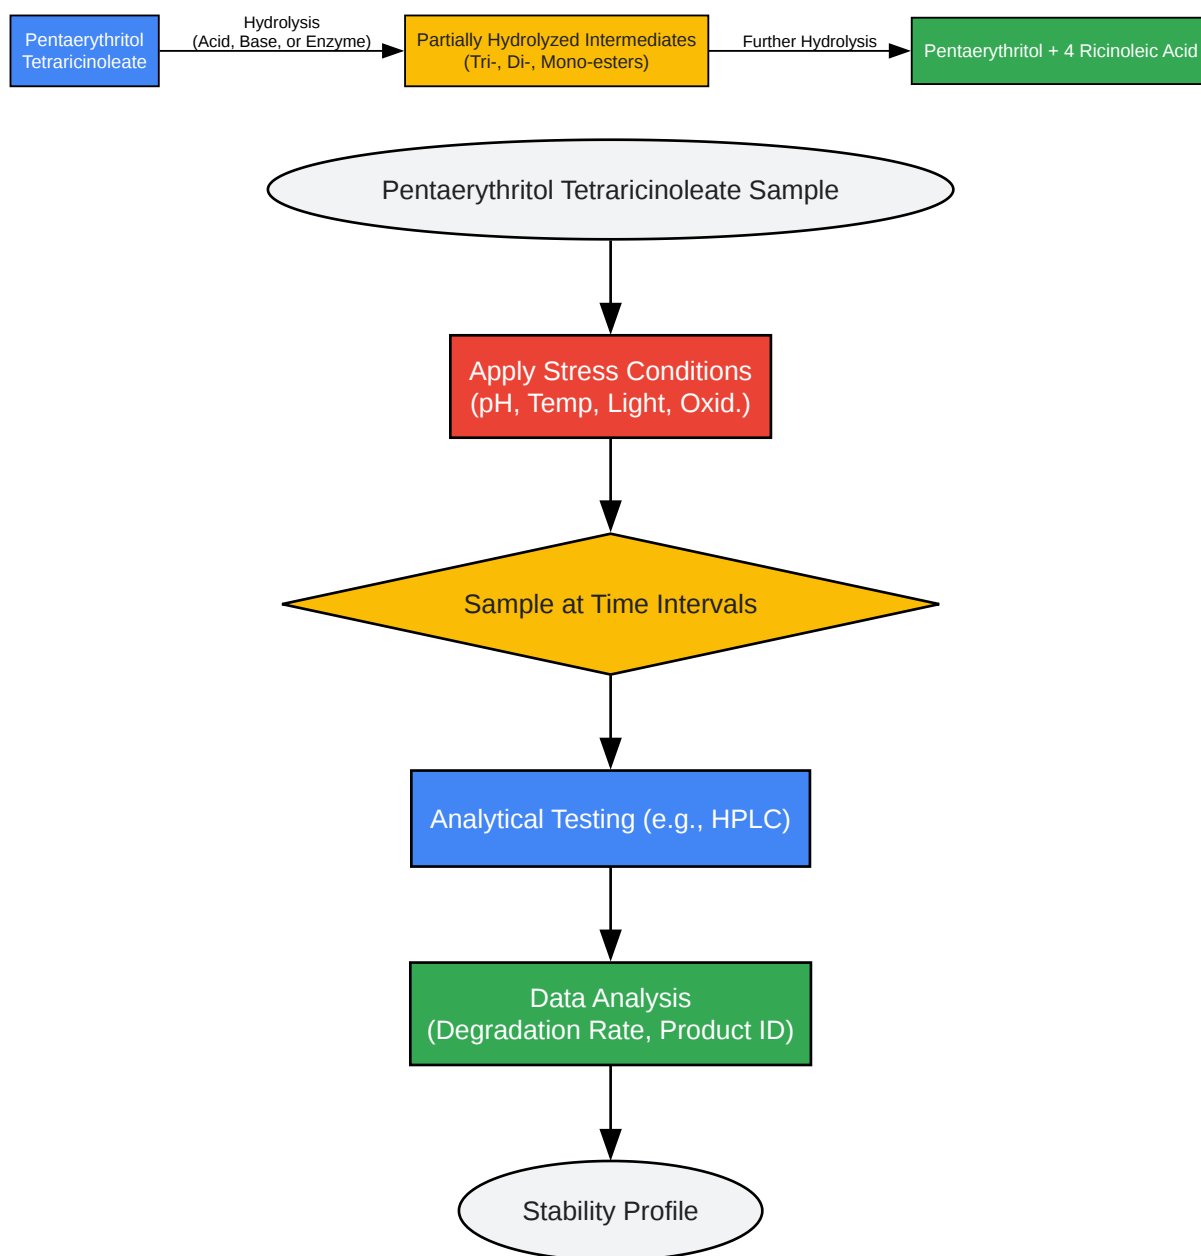 Pentaerythritol
Tetraricinoleate
Hydrolysis
(Acid, Base, or Enzyme)
Partially Hydrolyzed Intermediates
(Tri-, Di-, Mono-esters)
Further Hydrolysis
Pentaerythritol + 4 Ricinoleic Acid
Pentaerythritol Tetraricinoleate Sample
Apply Stress Conditions
(pH, Temp, Light, Oxid.)
Sample at Time Intervals
Analytical Testing (e.g., HPLC)
Data Analysis
(Degradation Rate, Product ID)
Stability Profile